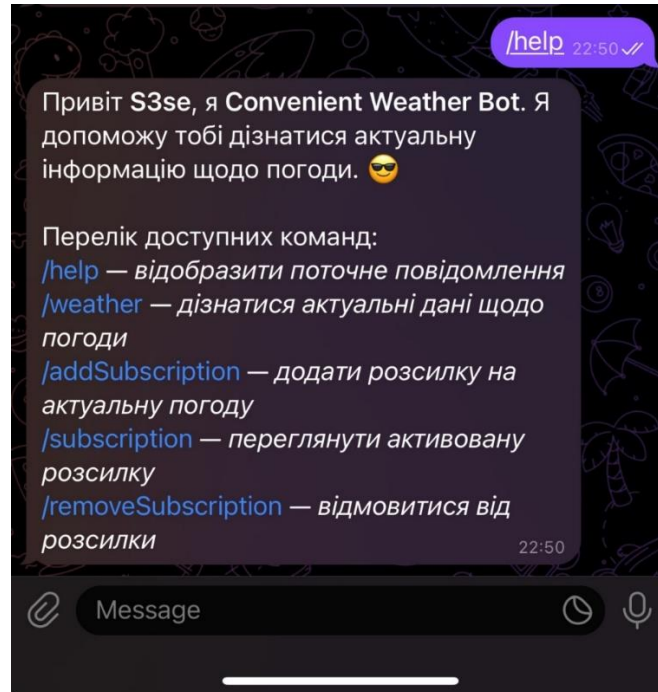 /help 22:50
Привіт S3se, я Convenient Weather Bot. Я
допоможу тобі дізнатися актуальну
інформацію щодо погоди. 😎
Перелік доступних команд:
/help — відобразити поточне повідомлення
/weather — дізнатися актуальні дані щодо
погоди
/addSubscription — додати розсилку на
актуальну погоду
/subscription — переглянути активовану
розсилку
/removeSubscription — відмовитися від
розсилки
22:50
Message